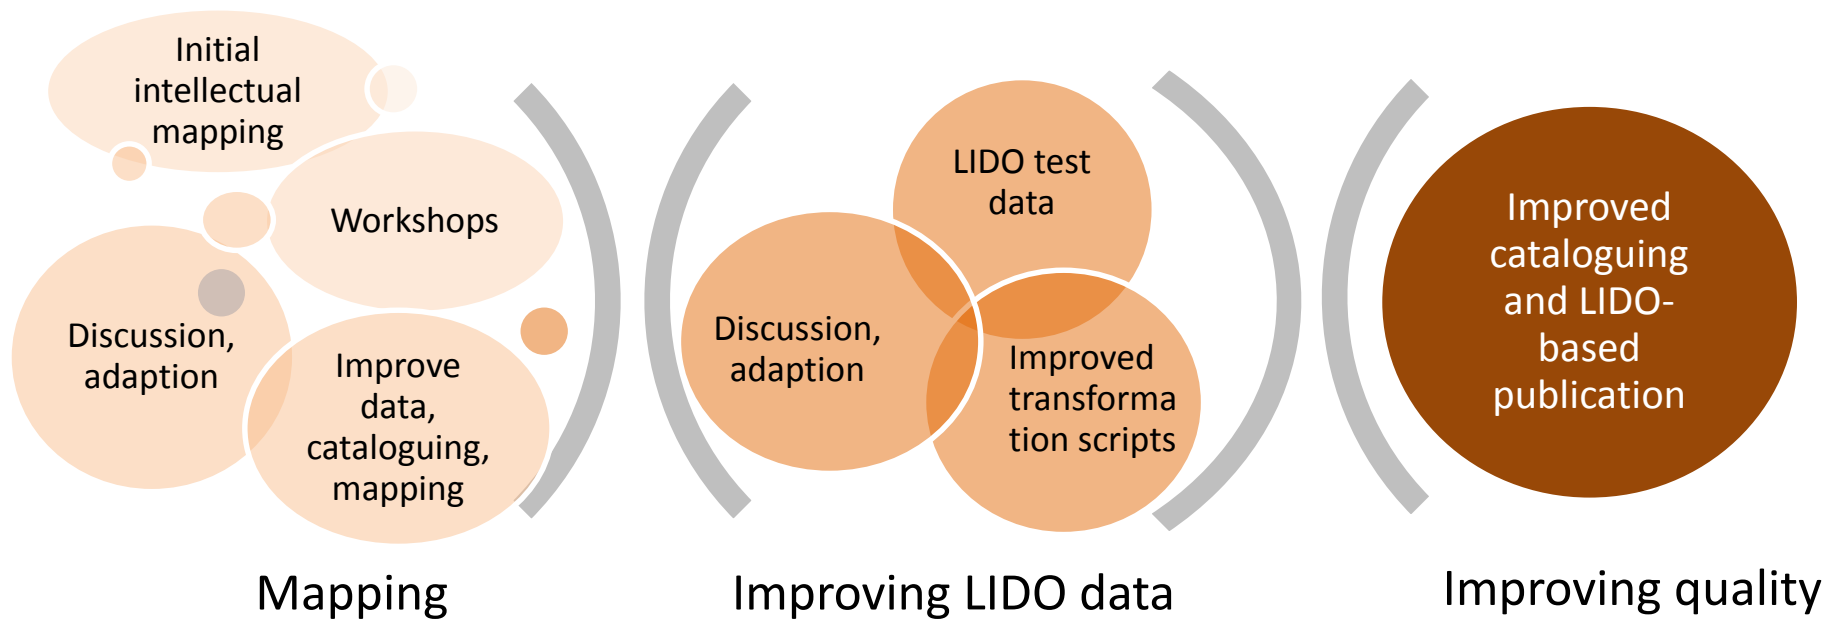 Initial
intellectual
mapping
Workshops
Discussion,
adaption
Improve
data,
cataloguing,
mapping
Mapping
LIDO test
data
Discussion,
adaption
Improved
transforma
tion scripts
Improving LIDO data
Improved
cataloguing
and LIDO-
based
publication
Improving quality